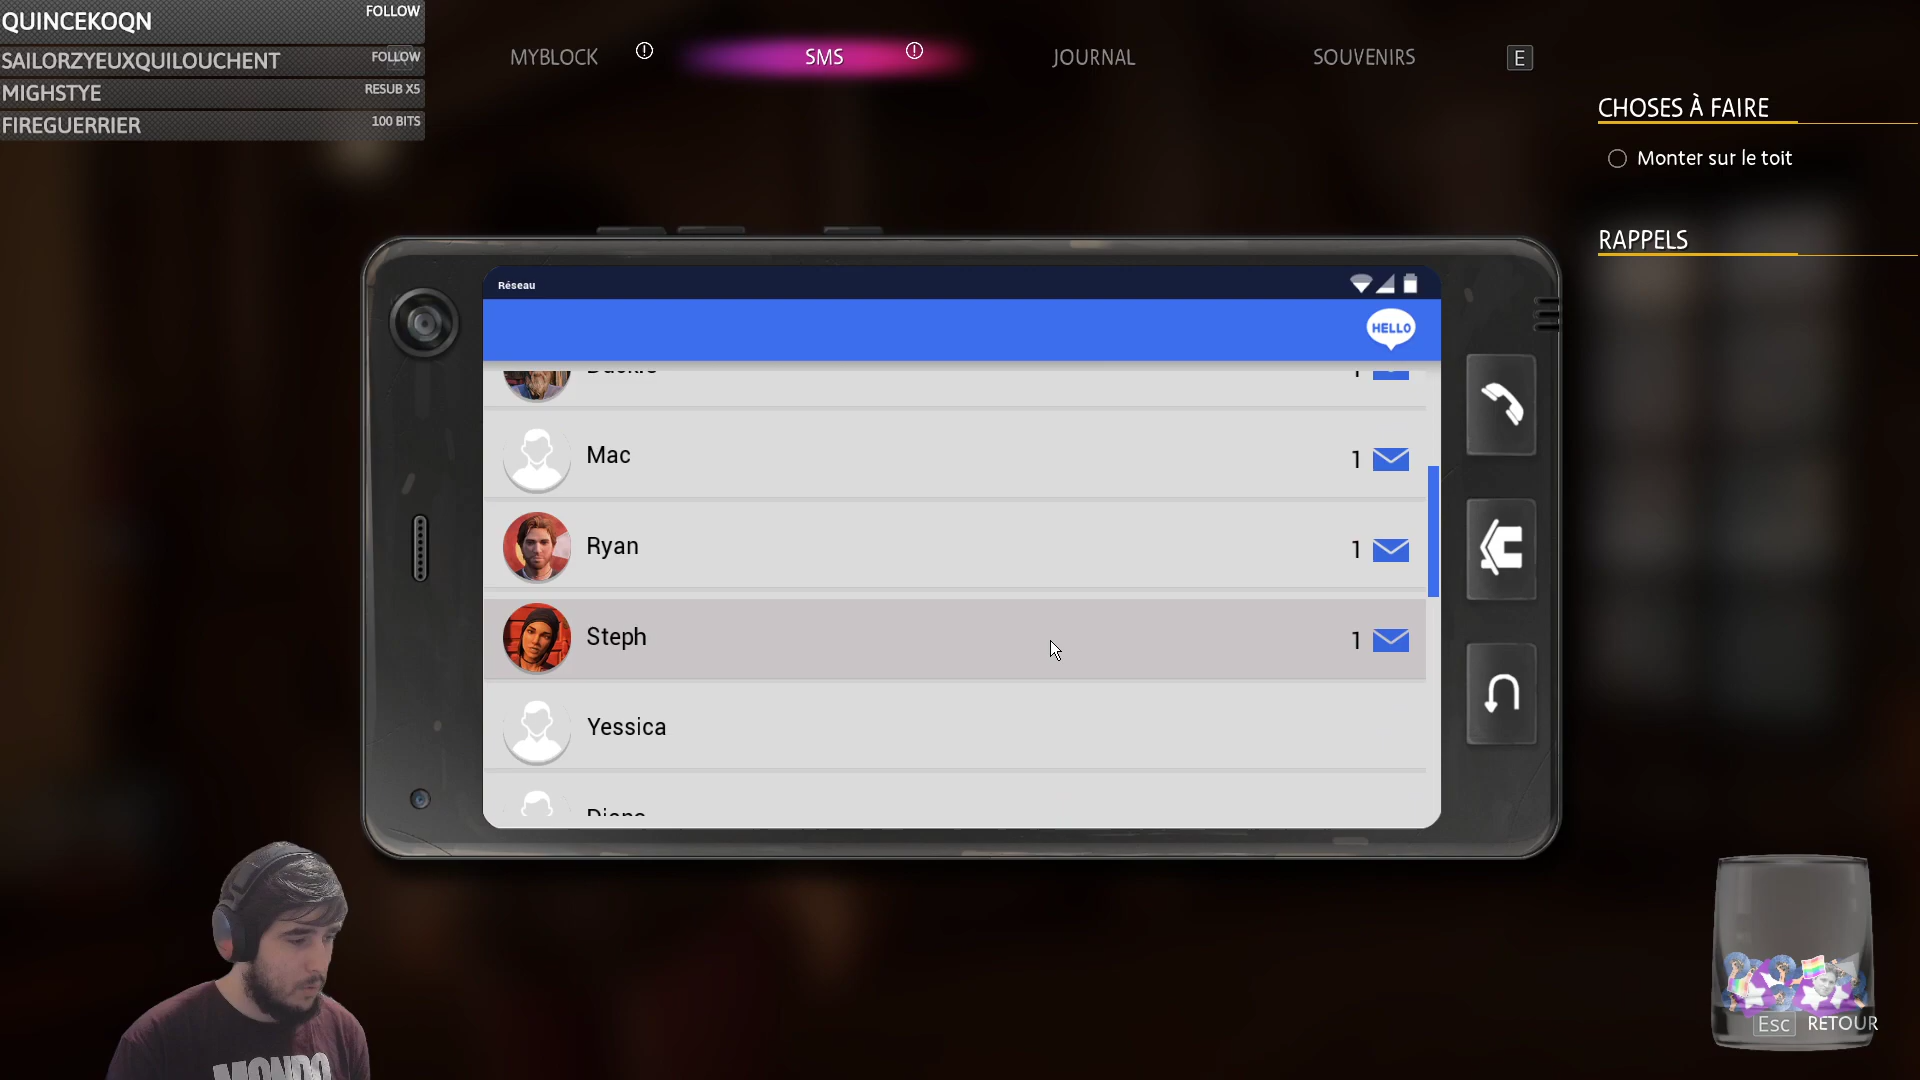 QUINCEKOQN FOLLOW
SAILORZYEUXQUILOUCHENT FOLLOW
MIGHSTYE RESUB X5
FIREGUERRIER 100 BITS
MYBLOCK SMS JOURNAL SOUVENIRS E
CHOSES À FAIRE
Monter sur le toit
RAPPELS
Réseau
HELLO
Mac 1
Ryan 1
Steph 1
Yessica
MONDO
Esc RETOUR